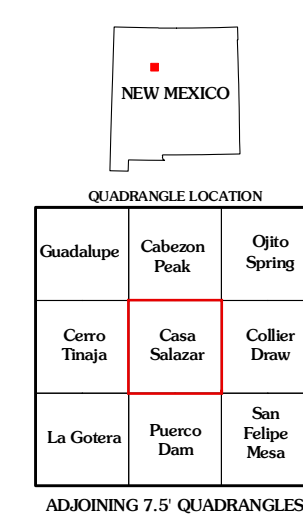 NEW MEXICO
QUADRANGLE LOCATION
Guadalupe
Cabezon
Peak
Ojito
Spring
Cerro
Tinaja
Casa
Salazar
Collier
Draw
La Gotera
Puerco
Dam
San
Felipe
Mesa
ADJOINING 7.5' QUADRANGLES